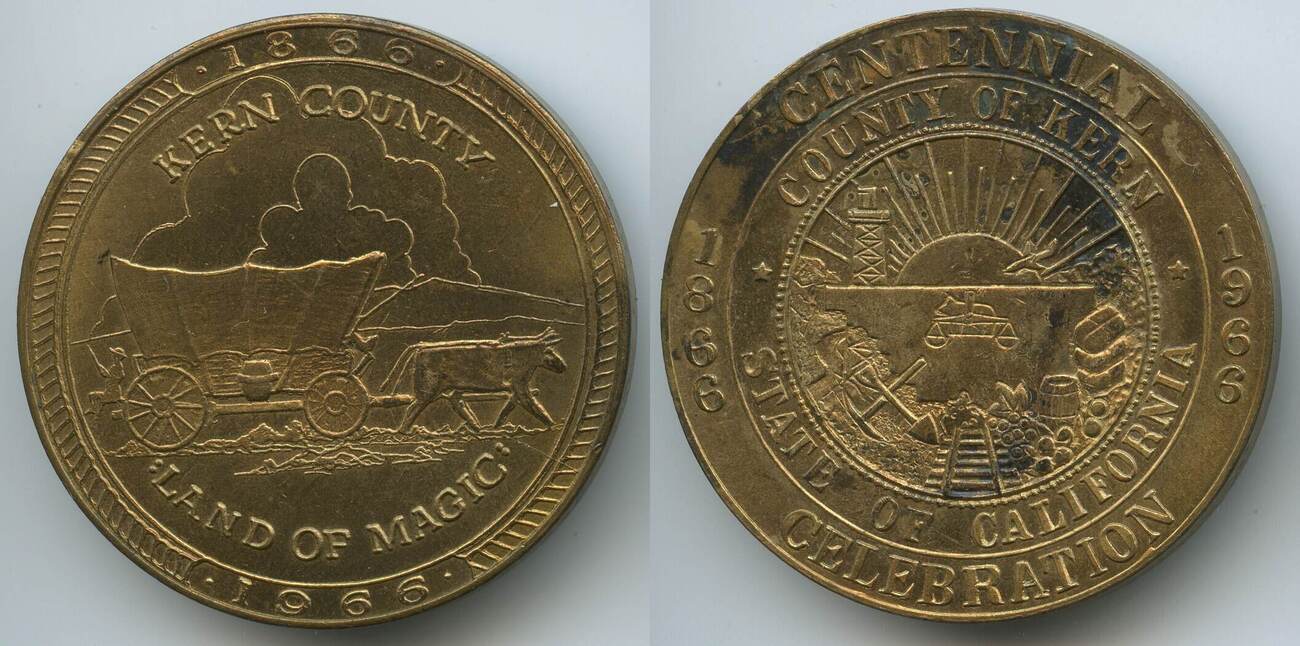 · 1866 ·
KERN COUNTY
·LAND OF MAGIC·
· 1966 ·
CENTENNIAL
COUNTY OF KERN
1866
1966
STATE OF CALIFORNIA
CELEBRATION